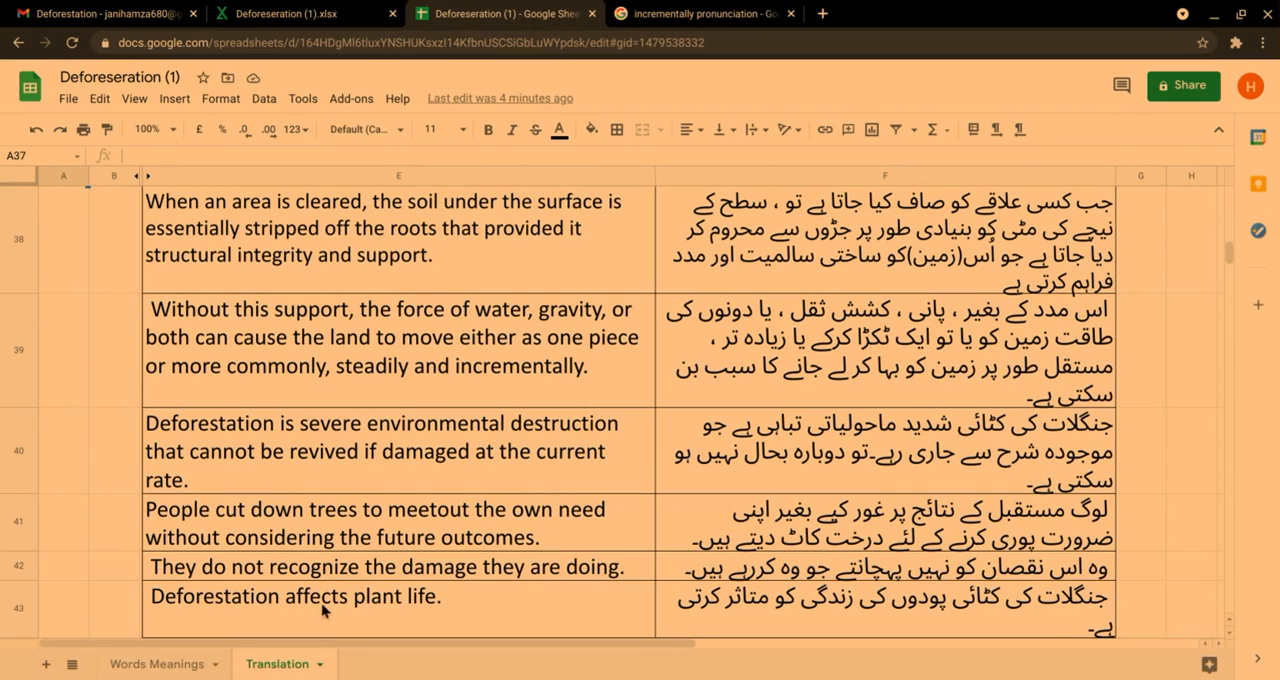 Deforestation - janihamza680@g
Deforeseration (1).xlsx
Deforeseration (1) - Google Shee
incrementally pronunciation - Go
docs.google.com/spreadsheets/d/164HDgMl6tluxYNSHUKsxzI14KfbnUSCSiGbLuWYpdsk/edit#gid=1479538332
Deforeseration (1)
File Edit View Insert Format Data Tools Add-ons Help Last edit was 4 minutes ago
Share
H
100% £ % .0 .00 123 Default (Ca... 11 B I S A
A37
fx
A B E F G H
38
When an area is cleared, the soil under the surface is
essentially stripped off the roots that provided it
structural integrity and support.
جب کسی علاقے کو صاف کیا جاتا ہے تو ، سطح کے
نیچے کی مٹی کو بنیادی طور پر جڑوں سے محروم کر
دیا جاتا ہے جو اُس(زمین)کو ساختی سالمیت اور مدد
فراہم کرتی ہے
39
Without this support, the force of water, gravity, or
both can cause the land to move either as one piece
or more commonly, steadily and incrementally.
اس مدد کے بغیر ، پانی ، کشش ثقل ، یا دونوں کی
طاقت زمین کو یا تو ایک ٹکڑا کرکے یا زیادہ تر ،
مستقل طور پر زمین کو بہا کر لے جانے کا سبب بن
سکتی ہے۔
40
Deforestation is severe environmental destruction
that cannot be revived if damaged at the current
rate.
جنگلات کی کٹائی شدید ماحولیاتی تباہی ہے جو
موجودہ شرح سے جاری رہے۔تو دوبارہ بحال نہیں ہو
سکتی ہے۔
41
People cut down trees to meetout the own need
without considering the future outcomes.
لوگ مستقبل کے نتائج پر غور کیے بغیر اپنی
ضرورت پوری کرنے کے لئے درخت کاٹ دیتے ہیں۔
42
They do not recognize the damage they are doing.
وہ اس نقصان کو نہیں پہچانتے جو وہ کررہے ہیں۔
43
Deforestation affects plant life.
جنگلات کی کٹائی پودوں کی زندگی کو متاثر کرتی
ہے۔
Words Meanings
Translation